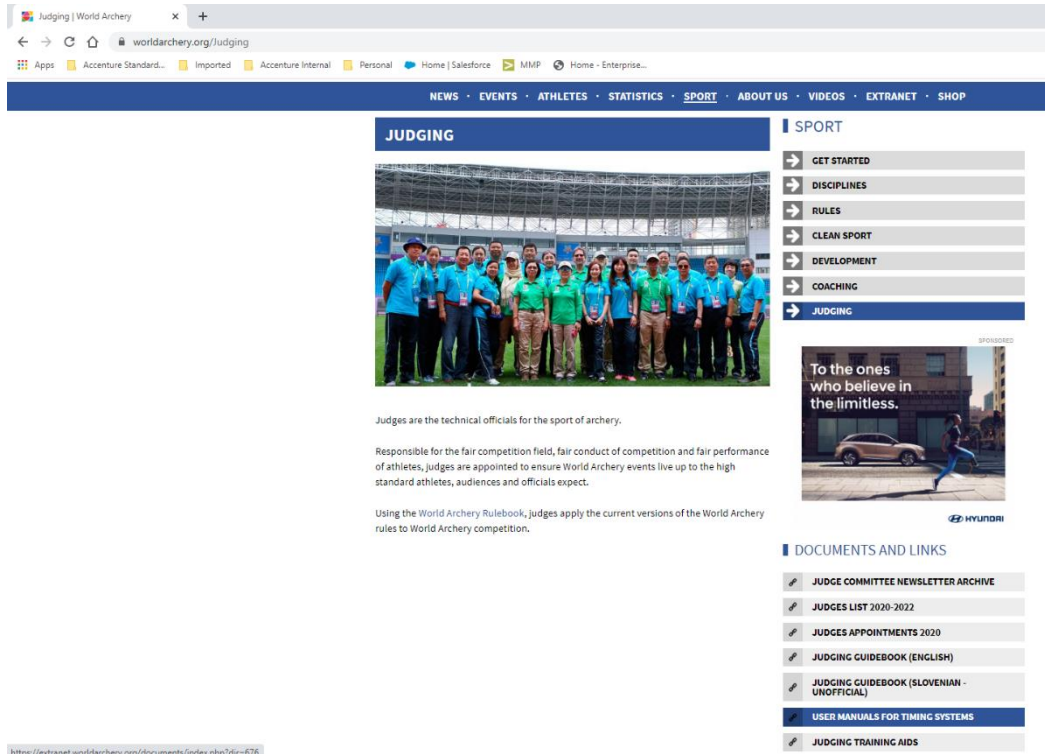 Judging | World Archery
worldarchery.org/Judging
Apps Accenture Standard... Imported Accenture Internal Personal Home | Salesforce MMP Home - Enterprise...
NEWS · EVENTS · ATHLETES · STATISTICS · SPORT · ABOUT US · VIDEOS · EXTRANET · SHOP
JUDGING
Judges are the technical officials for the sport of archery.
Responsible for the fair competition field, fair conduct of competition and fair performance
of athletes, judges are appointed to ensure World Archery events live up to the high
standard athletes, audiences and officials expect.
Using the World Archery Rulebook, judges apply the current versions of the World Archery
rules to World Archery competition.
SPORT
GET STARTED
DISCIPLINES
RULES
CLEAN SPORT
DEVELOPMENT
COACHING
JUDGING
SPONSORED
To the ones
who believe in
the limitless.
HYUNDAI
DOCUMENTS AND LINKS
JUDGE COMMITTEE NEWSLETTER ARCHIVE
JUDGES LIST 2020-2022
JUDGES APPOINTMENTS 2020
JUDGING GUIDEBOOK (ENGLISH)
JUDGING GUIDEBOOK (SLOVENIAN -
UNOFFICIAL)
USER MANUALS FOR TIMING SYSTEMS
JUDGING TRAINING AIDS
https://extranet.worldarchery.org/documents/index.php?dir=676